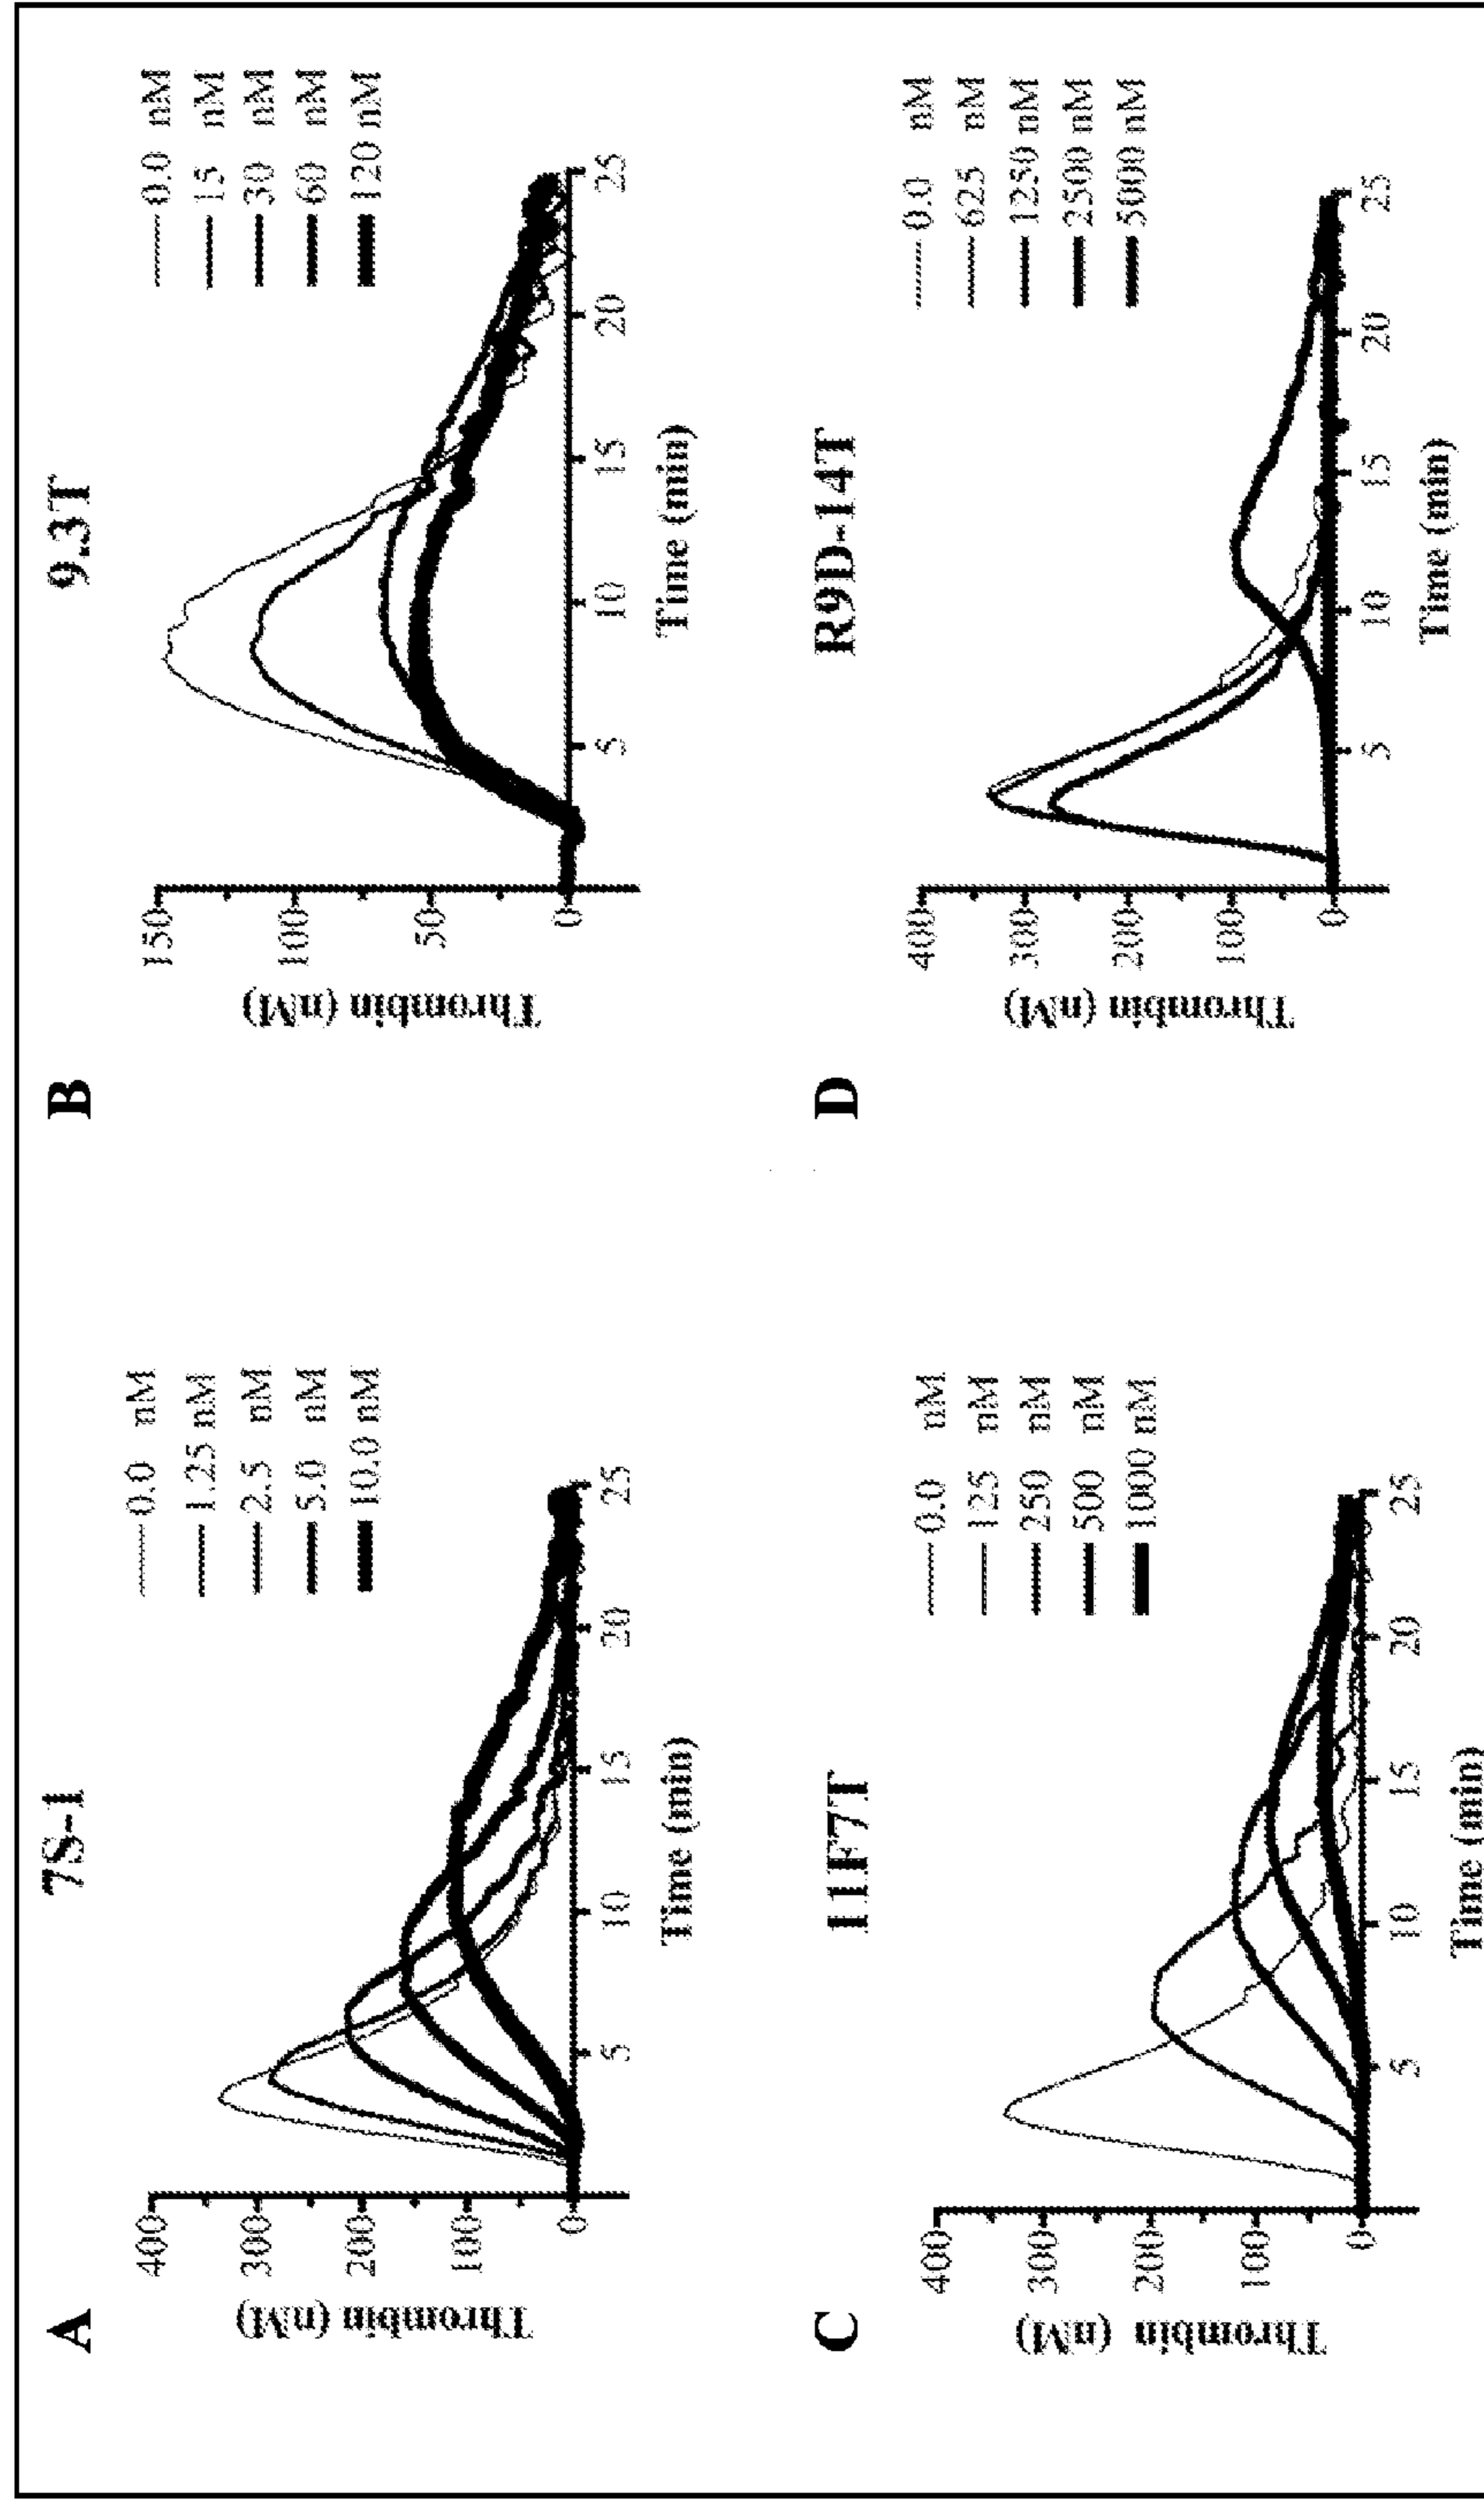 A
7S-1
Thrombin (nM)
400
300
200
100
0
5
10
15
20
25
Time (min)
0.0 nM
1.25 nM
2.5 nM
5.0 nM
10.0 nM
B
9.3T
Thrombin (nM)
150
100
50
0
5
10
15
20
25
Time (min)
0.0 nM
15 nM
30 nM
60 nM
120 nM
C
11F7T
Thrombin (nM)
400
300
200
100
0
5
10
15
20
25
Time (min)
0.0 nM
125 nM
250 nM
500 nM
1000 nM
D
R9D-14T
Thrombin (nM)
400
300
200
100
0
5
10
15
20
25
Time (min)
0.0 nM
625 nM
1250 nM
2500 nM
5000 nM